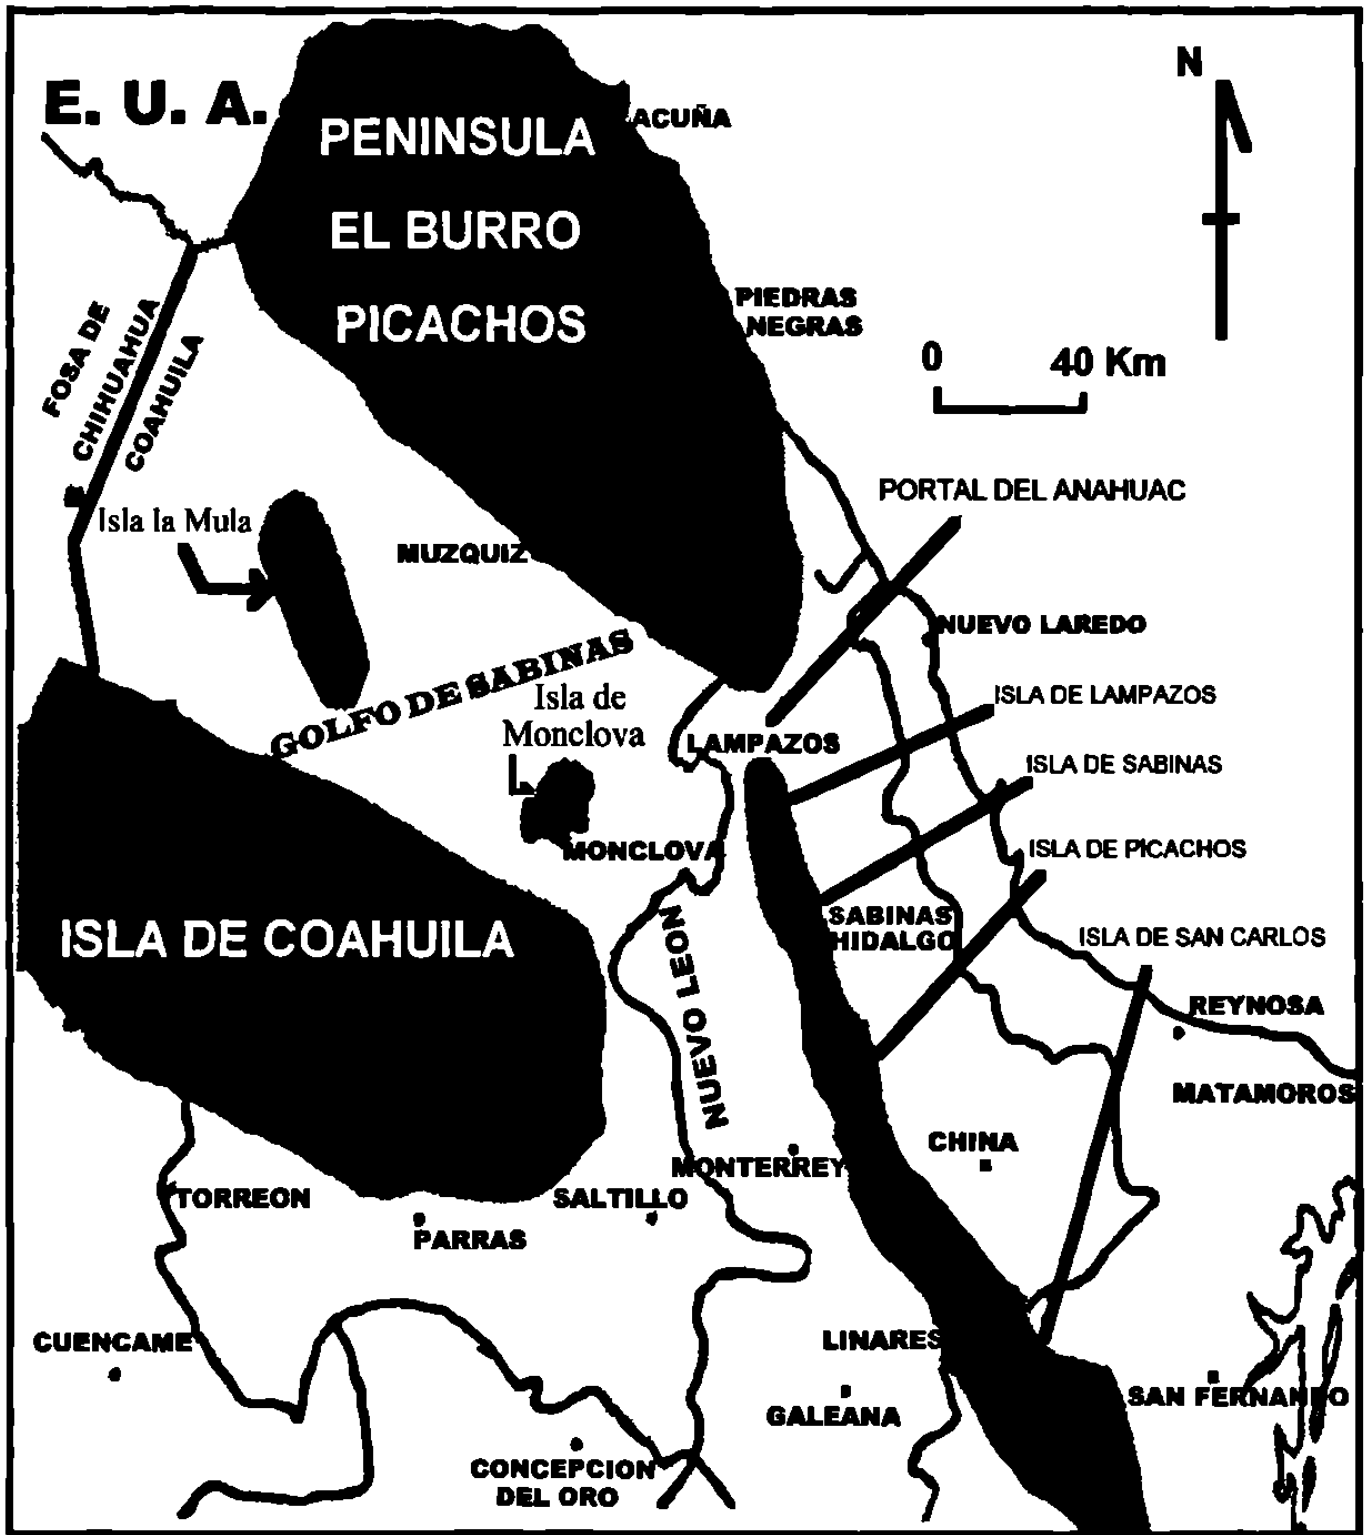 N
E. U. A.
ACUÑA
PENINSULA
EL BURRO
PICACHOS
PIEDRAS
NEGRAS
FOSA DE
CHIHUAHUA
COAHUILA
0 40 Km
PORTAL DEL ANAHUAC
Isla la Mula
MUZQUIZ
NUEVO LAREDO
GOLFO DE SABINAS
Isla de
Monclova
ISLA DE LAMPAZOS
LAMPAZOS
ISLA DE SABINAS
MONCLOVA
ISLA DE PICACHOS
SABINAS
HIDALGO
ISLA DE COAHUILA
NUEVO LEON
ISLA DE SAN CARLOS
REYNOSA
MATAMOROS
CHINA
MONTERREY
TORREON
SALTILLO
PARRAS
CUENCAME
LINARES
GALEANA
SAN FERNANDO
CONCEPCION
DEL ORO